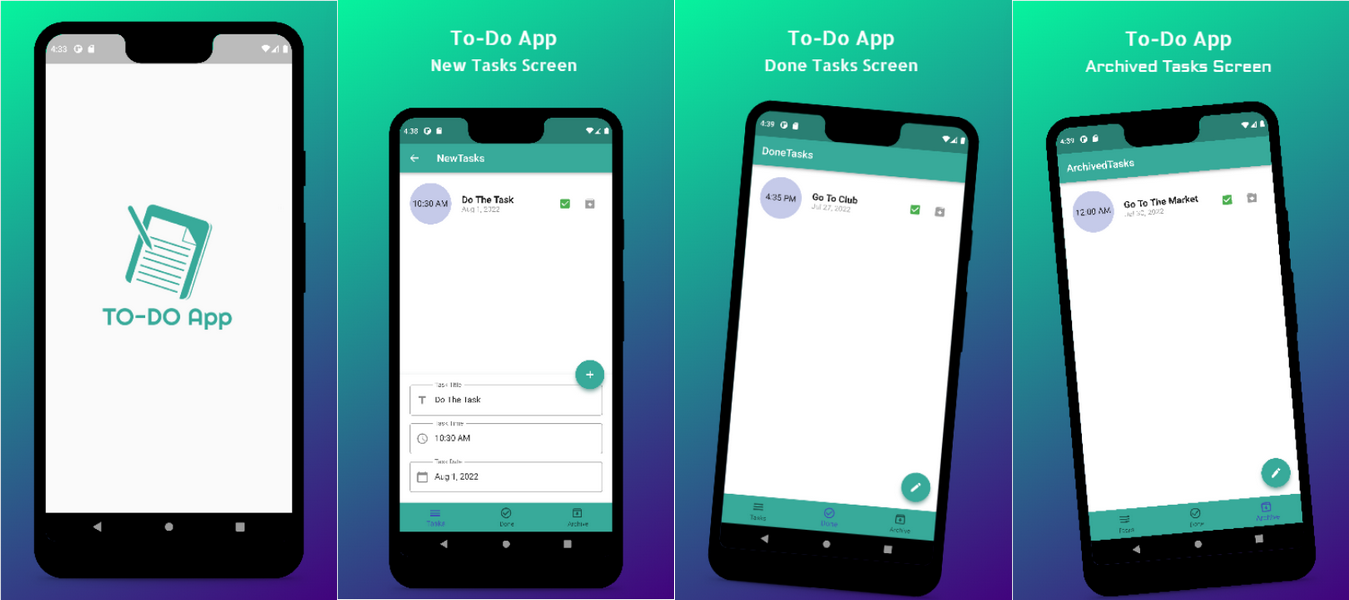 4:33
TO-DO App
To-Do App
New Tasks Screen
4:38
NewTasks
10:30 AM
Do The Task
Aug 1, 2022
Task Title
Do The Task
Task Time
10:30 AM
Task Date
Aug 1, 2022
Tasks
Done
Archive
To-Do App
Done Tasks Screen
4:39
DoneTasks
4:35 PM
Go To Club
Jul 27, 2022
Tasks
Done
Archive
To-Do App
Archived Tasks Screen
4:39
ArchivedTasks
12:00 AM
Go To The Market
Jul 30, 2022
Tasks
Done
Archive